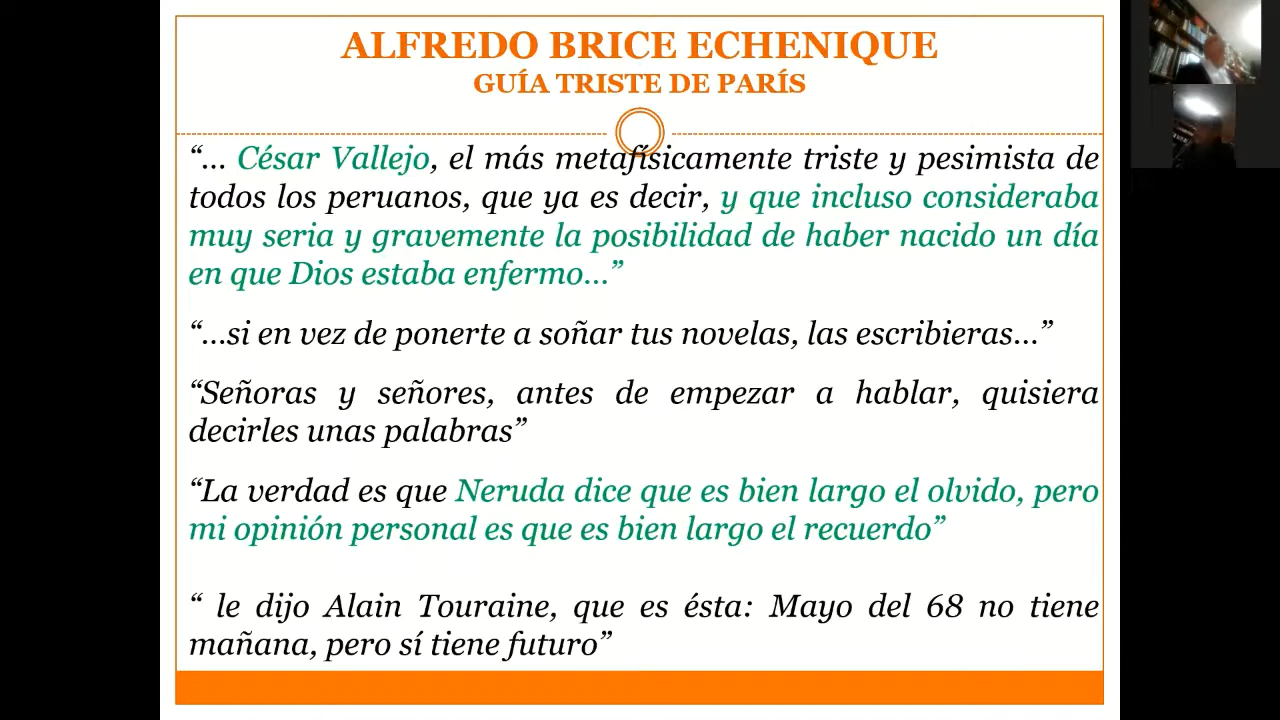 ALFREDO BRICE ECHENIQUE
GUÍA TRISTE DE PARÍS
“... César Vallejo, el más metafísicamente triste y pesimista de
todos los peruanos, que ya es decir, y que incluso consideraba
muy seria y gravemente la posibilidad de haber nacido un día
en que Dios estaba enfermo...”
“...si en vez de ponerte a soñar tus novelas, las escribieras...”
“Señoras y señores, antes de empezar a hablar, quisiera
decirles unas palabras”
“La verdad es que Neruda dice que es bien largo el olvido, pero
mi opinión personal es que es bien largo el recuerdo”
“ le dijo Alain Touraine, que es ésta: Mayo del 68 no tiene
mañana, pero sí tiene futuro”